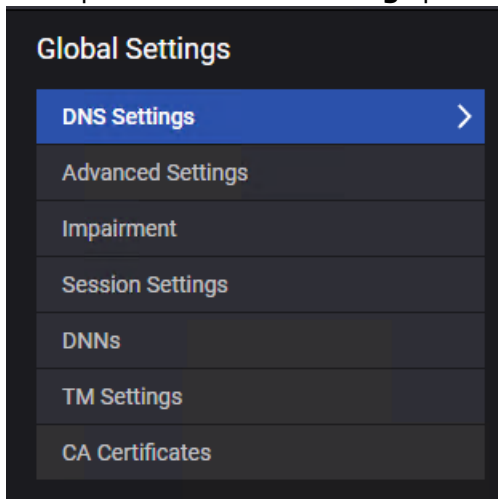 Global Settings
DNS Settings
Advanced Settings
Impairment
Session Settings
DNNs
TM Settings
CA Certificates